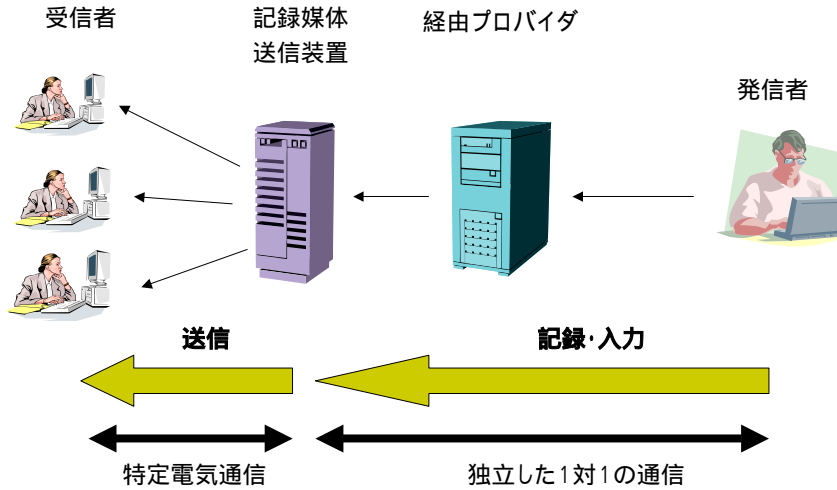 受信者
記録媒体
送信装置
経由プロバイダ
発信者
送信
記録・入力
特定電気通信
独立した1対1の通信